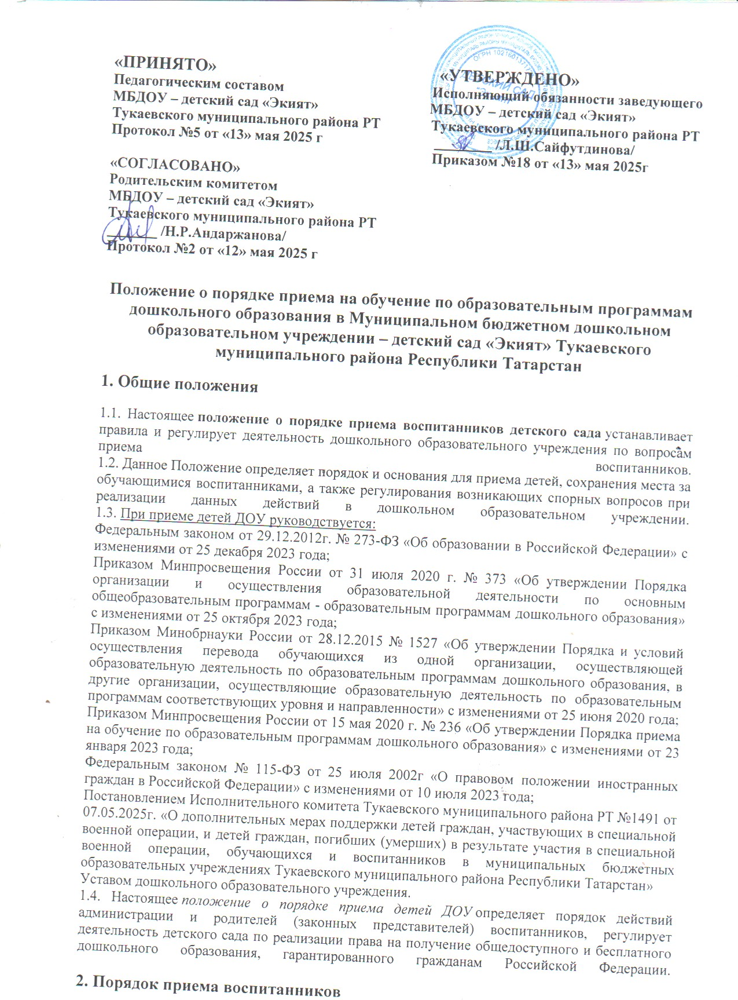 «ПРИНЯТО»
Педагогическим составом
МБДОУ – детский сад «Экият»
Тукаевского муниципального района РТ
Протокол №5 от «13» мая 2025 г
«УТВЕРЖДЕНО»
Исполняющий обязанности заведующего
МБДОУ – детский сад «Экият»
Тукаевского муниципального района РТ
________ /Л.Ш.Сайфутдинова/
Приказом №18 от «13» мая 2025г
ДЕТСКИЙ САД
«СОГЛАСОВАНО»
Родительским комитетом
МБДОУ – детский сад «Экият»
Тукаевского муниципального района РТ
_______ /Н.Р.Андаржанова/
Протокол №2 от «12» мая 2025 г
Положение о порядке приема на обучение по образовательным программам
дошкольного образования в Муниципальном бюджетном дошкольном
образовательном учреждении – детский сад «Экият» Тукаевского
муниципального района Республики Татарстан
1. Общие положения
1.1. Настоящее положение о порядке приема воспитанников детского сада устанавливает
правила и регулирует деятельность дошкольного образовательного учреждения по вопросам
приема воспитанников.
1.2. Данное Положение определяет порядок и основания для приема детей, сохранения места за
обучающимися воспитанниками, а также регулирования возникающих спорных вопросов при
реализации данных действий в дошкольном образовательном учреждении.
1.3. При приеме детей ДОУ руководствуется:
Федеральным законом от 29.12.2012г. № 273-ФЗ «Об образовании в Российской Федерации» с
изменениями от 25 декабря 2023 года;
Приказом Минпросвещения России от 31 июля 2020 г. № 373 «Об утверждении Порядка
организации и осуществления образовательной деятельности по основным
общеобразовательным программам - образовательным программам дошкольного образования»
с изменениями от 25 октября 2023 года;
Приказом Минобрнауки России от 28.12.2015 № 1527 «Об утверждении Порядка и условий
осуществления перевода обучающихся из одной организации, осуществляющей
образовательную деятельность по образовательным программам дошкольного образования, в
другие организации, осуществляющие образовательную деятельность по образовательным
программам соответствующих уровня и направленности» с изменениями от 25 июня 2020 года;
Приказом Минпросвещения России от 15 мая 2020 г. № 236 «Об утверждении Порядка приема
на обучение по образовательным программам дошкольного образования» с изменениями от 23
января 2023 года;
Федеральным законом № 115-ФЗ от 25 июля 2002г «О правовом положении иностранных
граждан в Российской Федерации» с изменениями от 10 июля 2023 года;
Постановлением Исполнительного комитета Тукаевского муниципального района РТ №1491 от
07.05.2025г. «О дополнительных мерах поддержки детей граждан, участвующих в специальной
военной операции, и детей граждан, погибших (умерших) в результате участия в специальной
военной операции, обучающихся и воспитанников в муниципальных бюджетных
образовательных учреждениях Тукаевского муниципального района Республики Татарстан»
Уставом дошкольного образовательного учреждения.
1.4. Настоящее положение о порядке приема детей ДОУ определяет порядок действий
администрации и родителей (законных представителей) воспитанников, регулирует
деятельность детского сада по реализации права на получение общедоступного и бесплатного
дошкольного образования, гарантированного гражданам Российской Федерации.
2. Порядок приема воспитанников